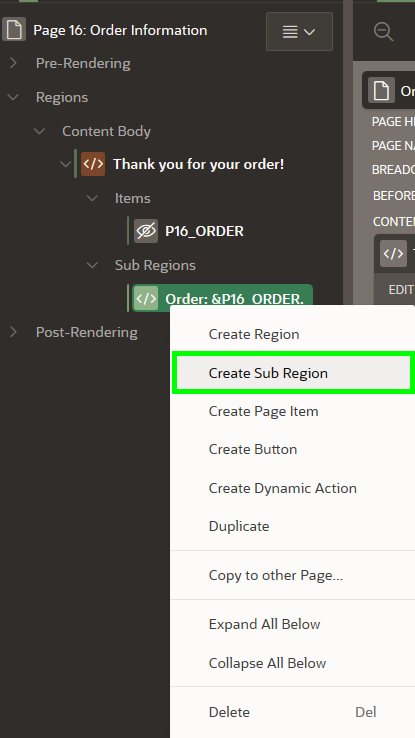 Page 16: Order Information
Pre-Rendering
Regions
Content Body
</> Thank you for your order!
Items
P16_ORDER
Sub Regions
</> Order: &P16_ORDER.
Post-Rendering
Create Region
Create Sub Region
Create Page Item
Create Button
Create Dynamic Action
Duplicate
Copy to other Page...
Expand All Below
Collapse All Below
Delete Del
Or
PAGE HE
PAGE NA
BREADC
BEFORE
CONTEN
</>
EDIT